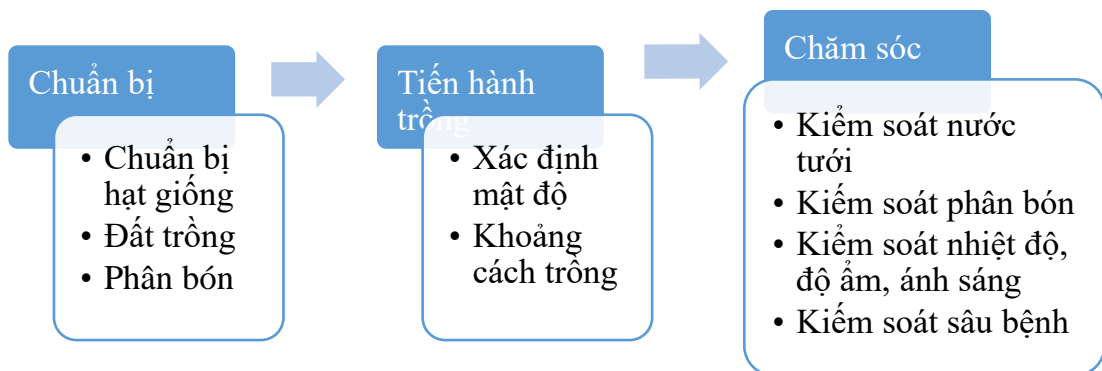 Chuẩn bị
• Chuẩn bị
hạt giống
• Đất trồng
• Phân bón
Tiến hành
trồng
• Xác định
mật độ
• Khoảng
cách trồng
Chăm sóc
• Kiểm soát nước
tưới
• Kiểm soát phân bón
• Kiểm soát nhiệt độ,
độ ẩm, ánh sáng
• Kiểm soát sâu bệnh